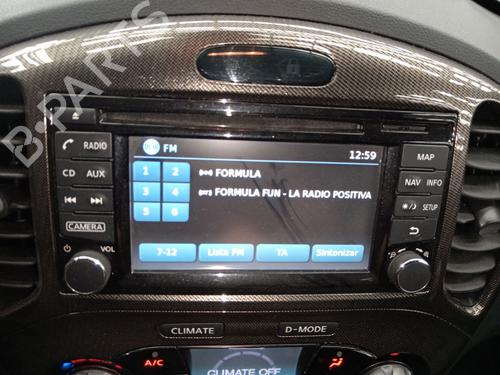 B-PARTS
RADIO
CD AUX
CAMERA
VOL
FM
12:59
1 2
3 4
5 6
FORMULA
FORMULA FUN - LA RADIO POSITIVA
7-12
Lista FM
TA
Sintonizar
MAP
NAV INFO
SETUP
CLIMATE
D-MODE
A/C
CLIMATE OFF